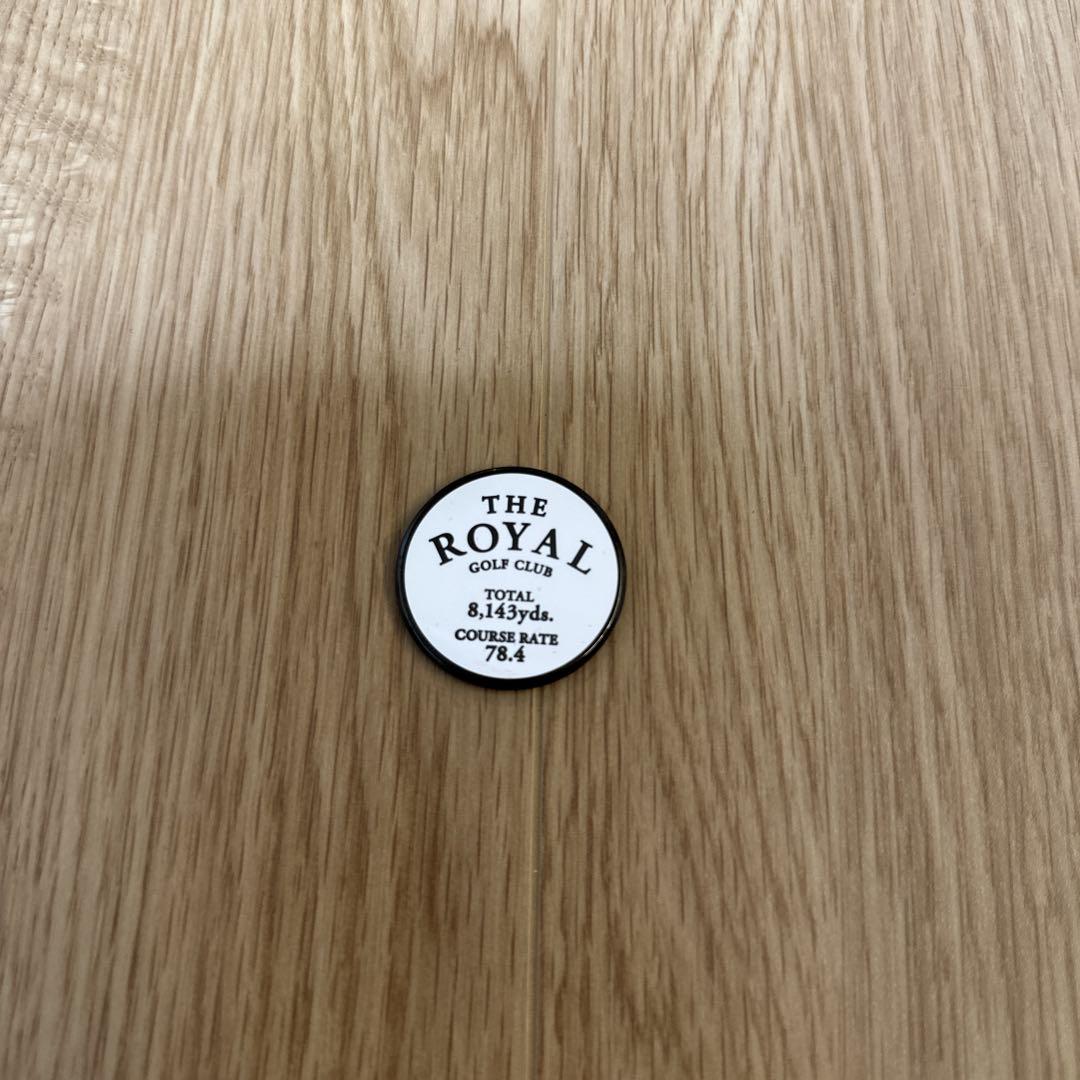 THE
ROYAL
GOLF CLUB
TOTAL
8,143yds.
COURSE RATE
78.4